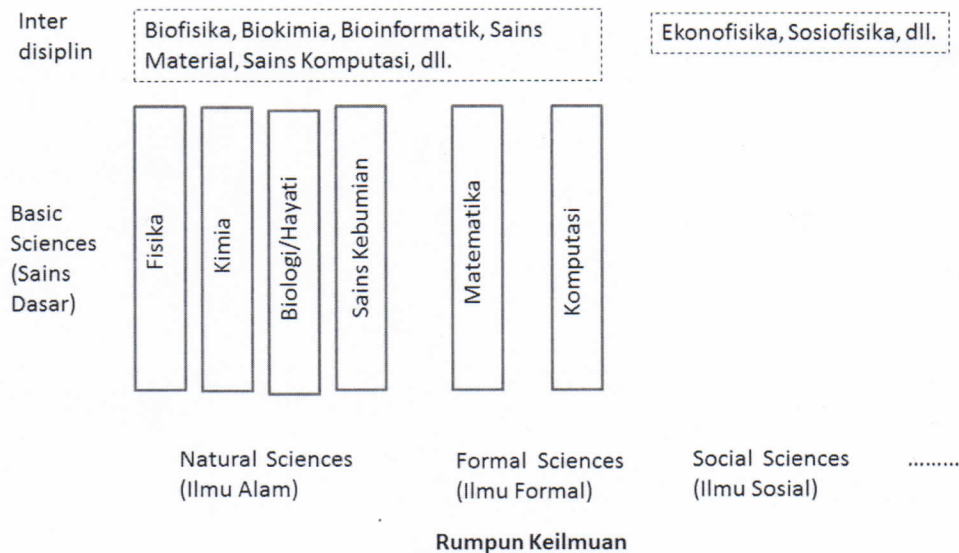 Inter
disiplin
Biofisika, Biokimia, Bioinformatik, Sains
Material, Sains Komputasi, dll.
Ekonofisika, Sosiofisika, dll.
Basic
Sciences
(Sains
Dasar)
Fisika
Kimia
Biologi/Hayati
Sains Kebumian
Matematika
Komputasi
Natural Sciences
(Ilmu Alam)
Formal Sciences
(Ilmu Formal)
Social Sciences
(Ilmu Sosial)
.........
Rumpun Keilmuan